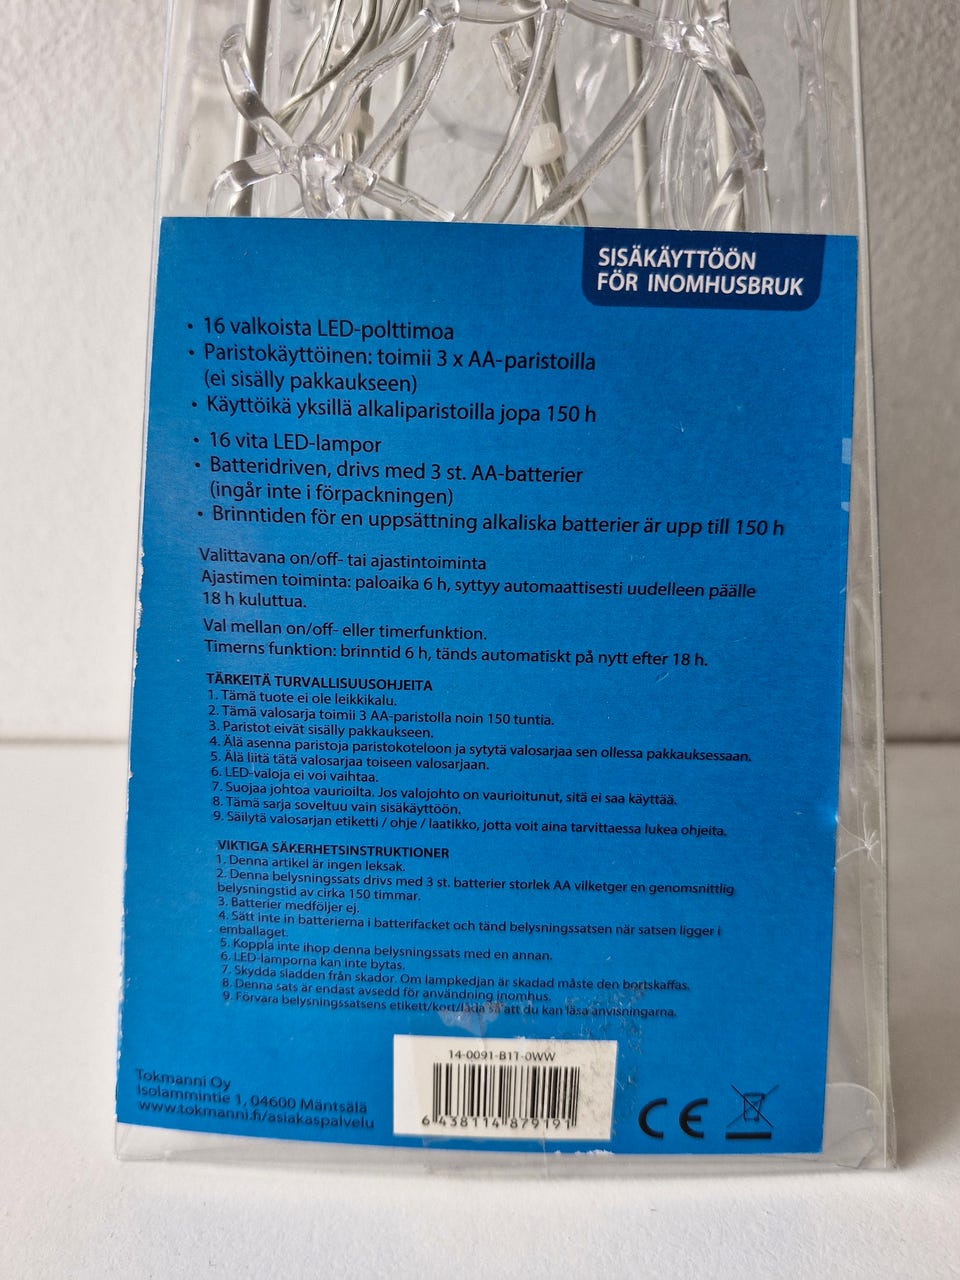 SISÄKÄYTTÖÖN
FÖR INOMHUSBRUK
• 16 valkoista LED-polttimoa
• Paristokäyttöinen: toimii 3 x AA-paristoilla
(ei sisälly pakkaukseen)
• Käyttöikä yksillä alkaliparistoilla jopa 150 h
• 16 vita LED-lampor
• Batteridriven, drivs med 3 st. AA-batterier
(ingår inte i förpackningen)
• Brinntiden för en uppsättning alkaliska batterier är upp till 150 h
Valittavana on/off- tai ajastintoiminta
Ajastimen toiminta: paloaika 6 h, syttyy automaattisesti uudelleen päälle
18 h kuluttua.
Val mellan on/off- eller timerfunktion.
Timerns funktion: brinntid 6 h, tänds automatiskt på nytt efter 18 h.
TÄRKEITÄ TURVALLISUUSOHJEITA
1. Tämä tuote ei ole leikkikalu.
2. Tämä valosarja toimii 3 AA-paristolla noin 150 tuntia.
3. Paristot eivät sisälly pakkaukseen.
4. Älä asenna paristoja paristokoteloon ja sytytä valosarjaa sen ollessa pakkauksessaan.
5. Älä liitä tätä valosarjaa toiseen valosarjaan.
6. LED-valoja ei voi vaihtaa.
7. Suojaa johtoa vaurioilta. Jos valojohto on vaurioitunut, sitä ei saa käyttää.
8. Tämä sarja soveltuu vain sisäkäyttöön.
9. Säilytä valosarjan etiketti / ohje / laatikko, jotta voit aina tarvittaessa lukea ohjeita.
VIKTIGA SÄKERHETSINSTRUKTIONER
1. Denna artikel är ingen leksak.
2. Denna belysningssats drivs med 3 st. batterier storlek AA vilketger en genomsnittlig
belysningstid av cirka 150 timmar.
3. Batterier medföljer ej.
4. Sätt inte in batterierna i batterifacket och tänd belysningssatsen när satsen ligger i
emballaget.
5. Koppla inte ihop denna belysningssats med en annan.
6. LED-lamporna kan inte bytas.
7. Skydda sladden från skador. Om lampkedjan är skadad måste den bortskaffas.
8. Denna sats är endast avsedd för användning inomhus.
9. Förvara belysningssatsens etikett/kort/låda så att du kan läsa anvisningarna.
Tokmanni Oy
Isolammintie 1, 04600 Mäntsälä
www.tokmanni.fi/asiakaspalvelu
14-0091-B1T-0WW
6 438114 879191
CE